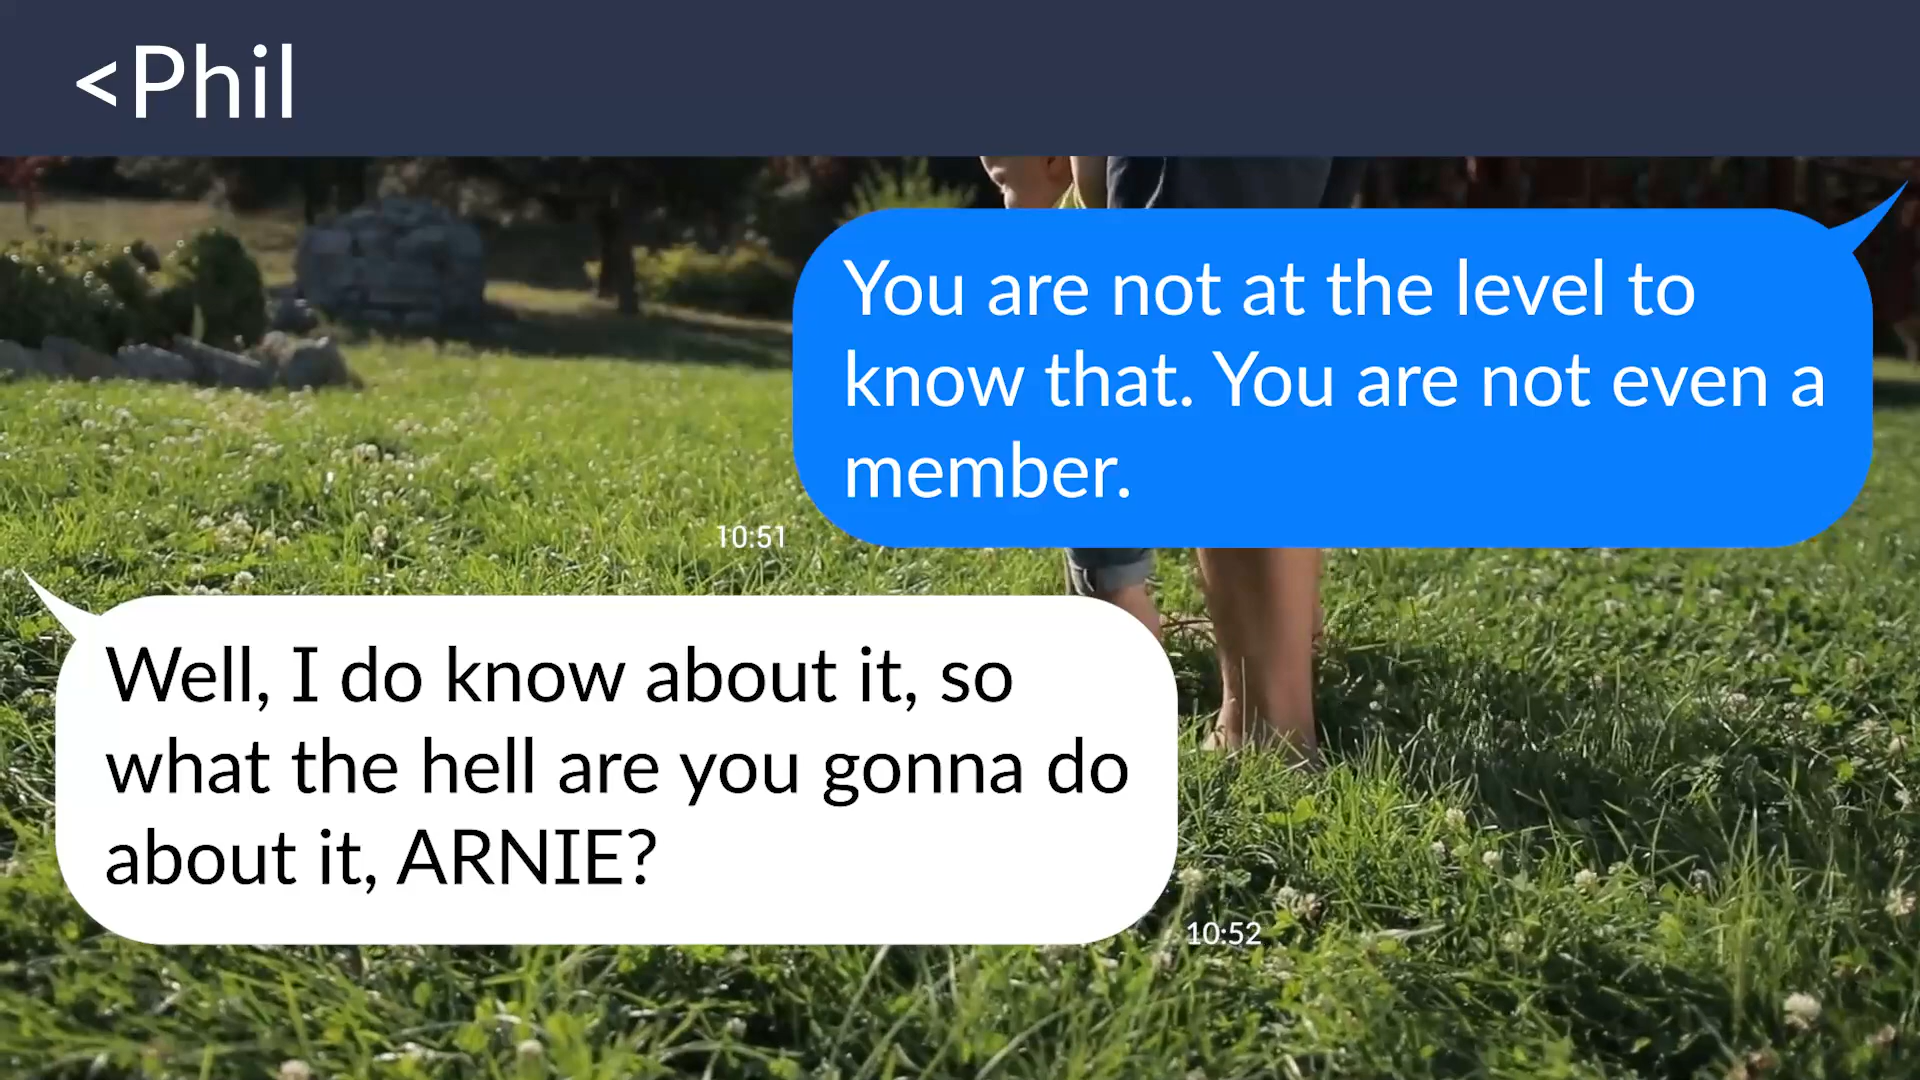 <Phil
You are not at the level to
know that. You are not even a
member.
10:51
Well, I do know about it, so
what the hell are you gonna do
about it, ARNIE?
10:52